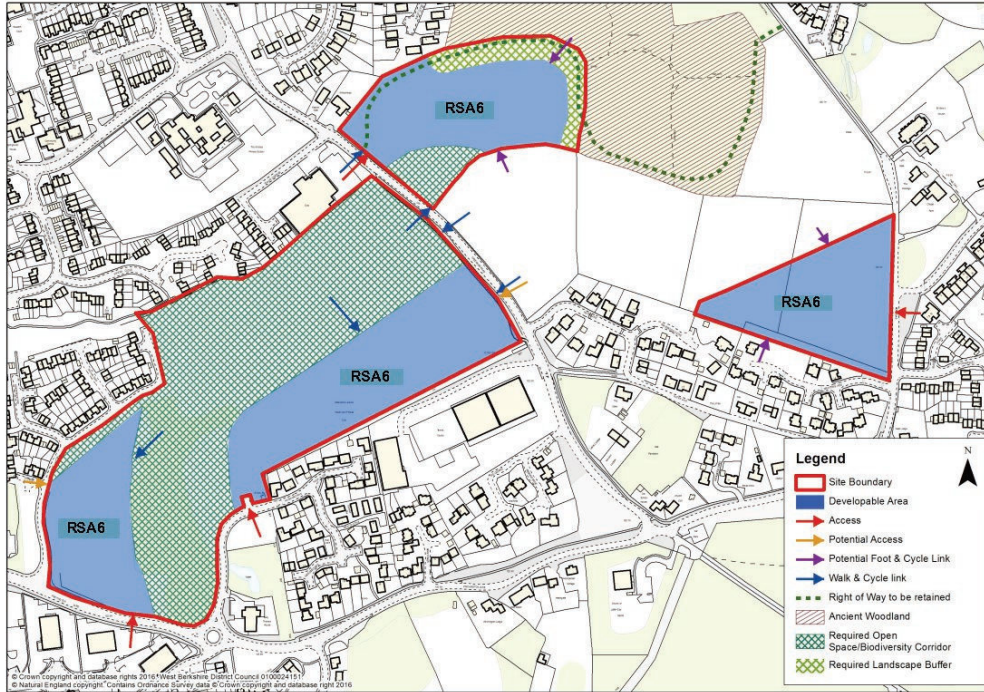 RSA6
RSA6
RSA6
RSA6
Legend
N
Site Boundary
Developable Area
Access
Potential Access
Potential Foot & Cycle Link
Walk & Cycle link
Right of Way to be retained
Ancient Woodland
Required Open
Space/Biodiversity Corridor
Required Landscape Buffer
© Crown copyright and database rights 2016 West Berkshire District Council 0100024151
© Natural England copyright. Contains Ordnance Survey data © Crown copyright and database right 2016